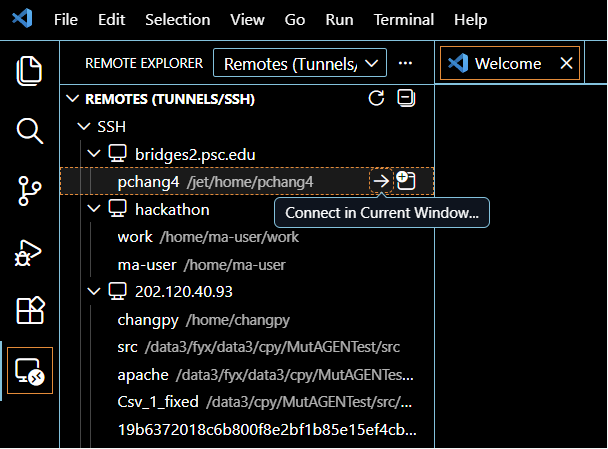 File Edit Selection View Go Run Terminal Help
REMOTE EXPLORER Remotes (Tunnels/ ... Welcome
REMOTES (TUNNELS/SSH)
SSH
bridges2.psc.edu
pchang4 /jet/home/pchang4
Connect in Current Window...
hackathon
work /home/ma-user/work
ma-user /home/ma-user
202.120.40.93
changpy /home/changpy
src /data3/fyx/data3/cpy/MutAGENTest/src
apache /data3/fyx/data3/cpy/MutAGENTes...
Csv_1_fixed /data3/cpy/MutAGENTest/src/...
19b6372018c6b800f8e2bf1b85e15ef4cb...